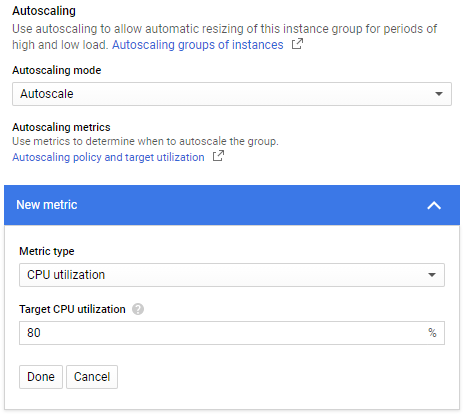 Autoscaling
Use autoscaling to allow automatic resizing of this instance group for periods of
high and low load. Autoscaling groups of instances
Autoscaling mode
Autoscale
Autoscaling metrics
Use metrics to determine when to autoscale the group.
Autoscaling policy and target utilization
New metric
Metric type
CPU utilization
Target CPU utilization ?
80 %
Done Cancel